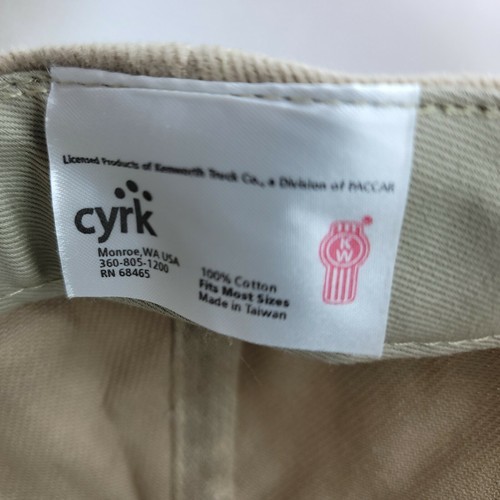 Licensed Products of Kenworth Truck Co., a Division of PACCAR
cyrk
Monroe, WA USA
360-805-1200
RN 68465
100% Cotton
Fits Most Sizes
Made in Taiwan
KW
®